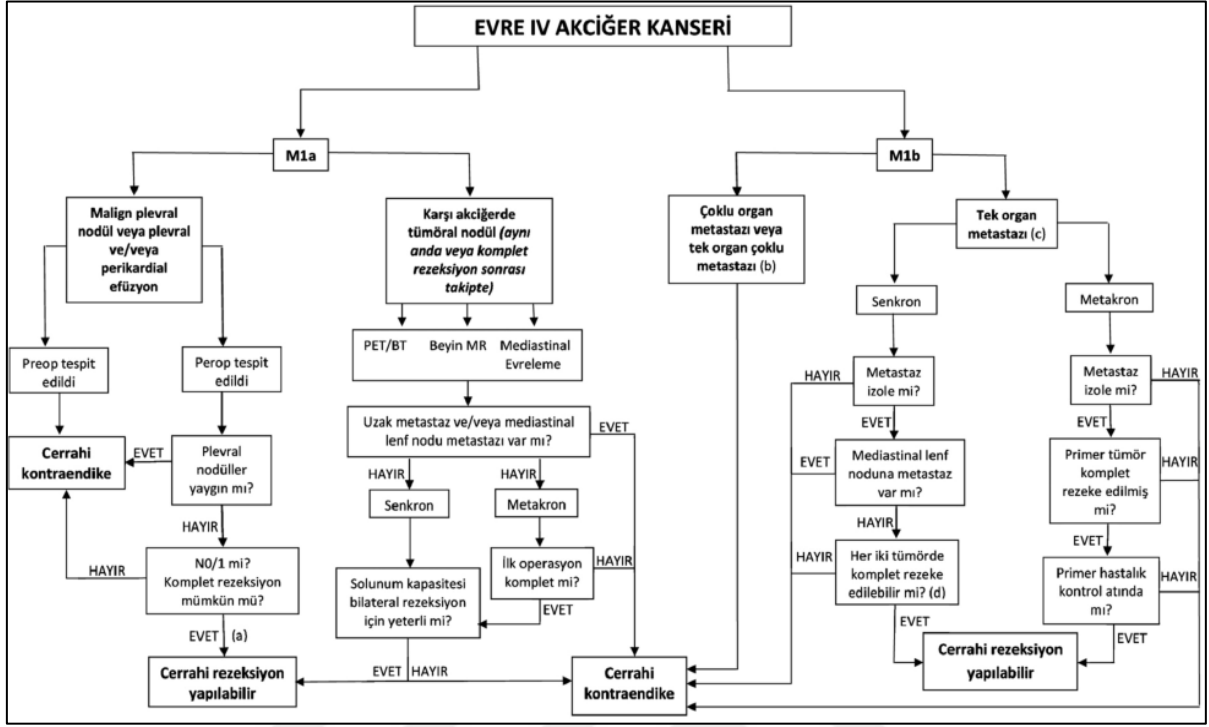 EVRE IV AKCİĞER KANSERİ
M1a
M1b
Malign plevral
nodül veya plevral
ve/veya
perikardial
efüzyon
Karşı akciğerde
tümöral nodül (aynı
anda veya komplet
rezeksiyon sonrası
takipte)
Çoklu organ
metastazı veya
tek organ çoklu
metastazı (b)
Tek organ
metastazı (c)
Preop tespit
edildi
Perop tespit
edildi
PET/BT
Beyin MR
Mediastinal
Evreleme
Senkron
Metakron
Cerrahi
kontraendike
EVET
Plevral
nodüller
yaygın mı?
HAYIR
N0/1 mi?
Komplet rezeksiyon
mümkün mü?
HAYIR
EVET (a)
Cerrahi rezeksiyon
yapılabilir
Uzak metastaz ve/veya mediastinal
lenf nodu metastazı var mı?
EVET
HAYIR
HAYIR
Senkron
Metakron
Solunum kapasitesi
bilateral rezeksiyon
için yeterli mi?
İlk operasyon
komplet mi?
HAYIR
EVET
EVET
HAYIR
Cerrahi
kontraendike
HAYIR
Metastaz
izole mi?
EVET
EVET
Mediastinal lenf
noduna metastaz
var mı?
HAYIR
HAYIR
Her iki tümörde
komplet rezeke
edilebilir mi? (d)
EVET
Metastaz
izole mi?
HAYIR
EVET
Primer tümör
komplet
rezeke edilmiş
mi?
HAYIR
EVET
Primer hastalık
kontrol atında
mı?
HAYIR
EVET
Cerrahi rezeksiyon
yapılabilir